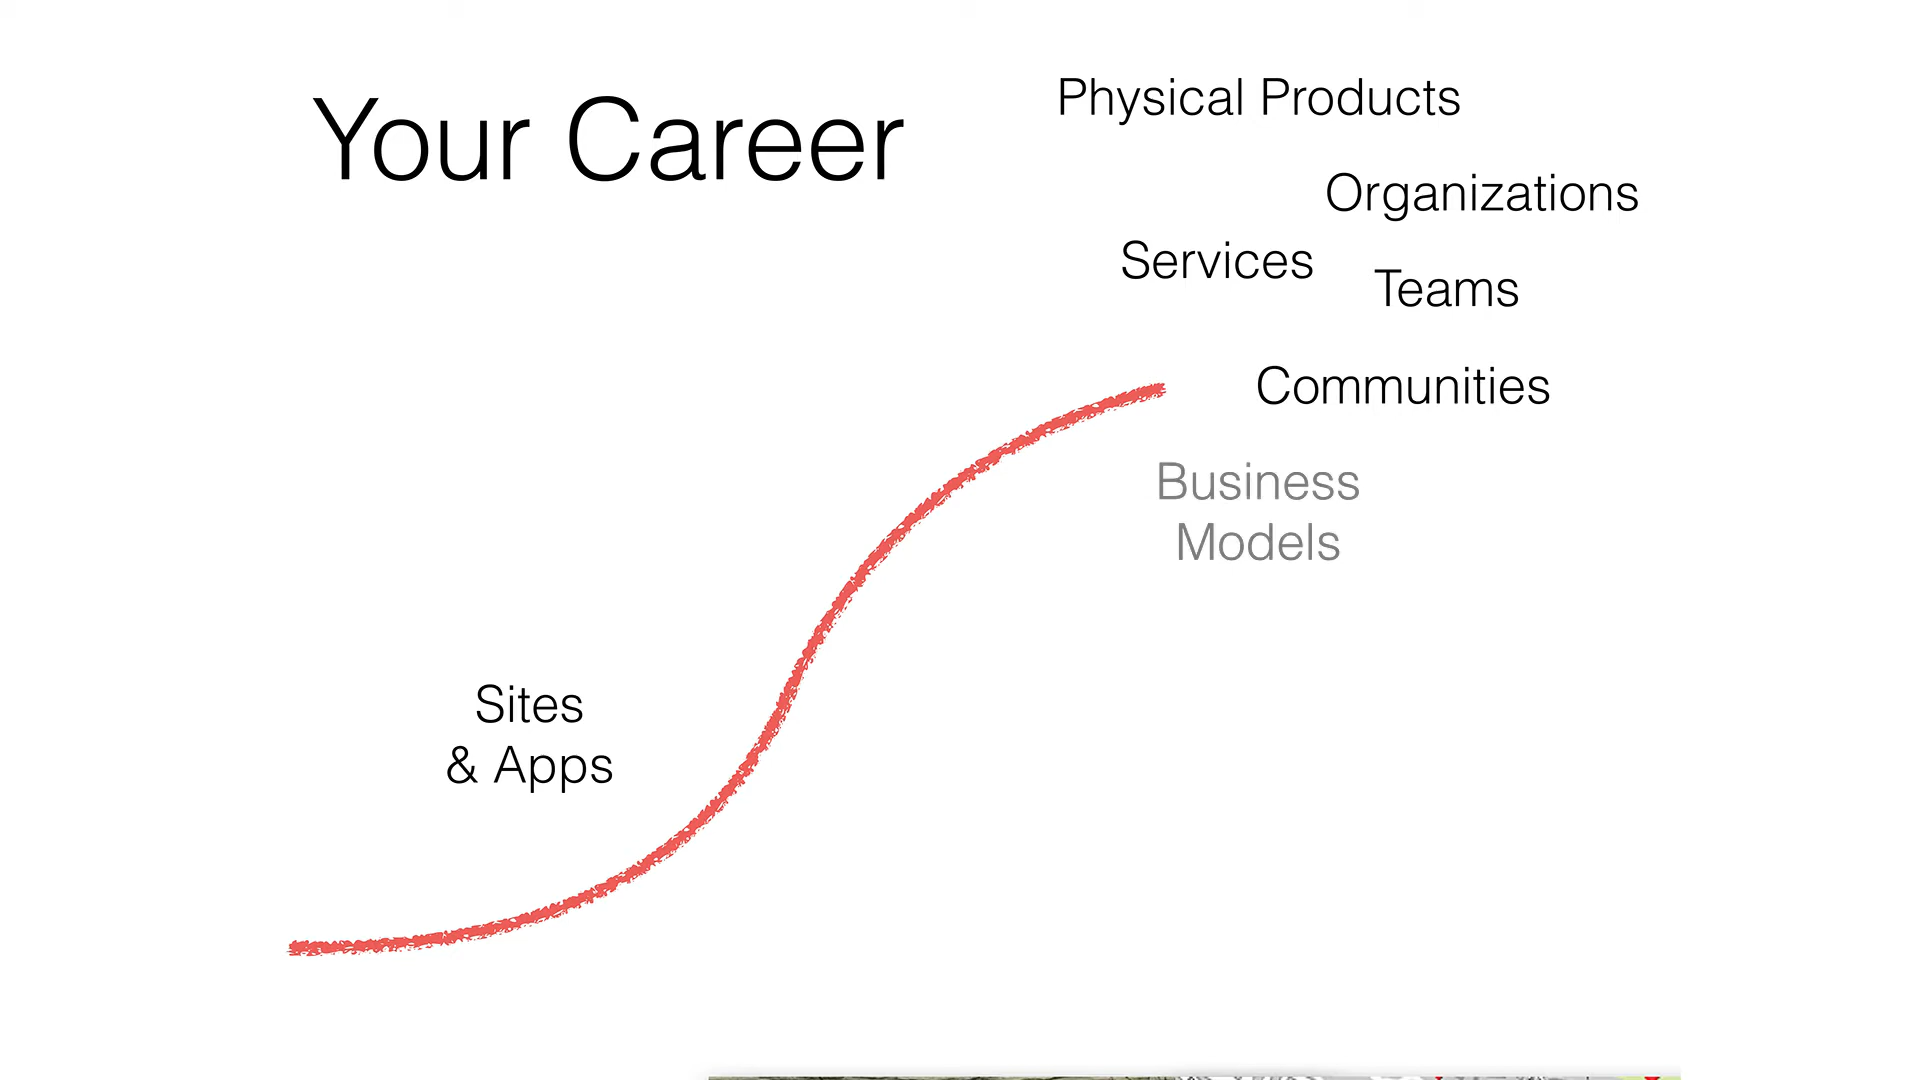 Your Career
Physical Products
Organizations
Services
Teams
Communities
Business
Models
Sites
& Apps